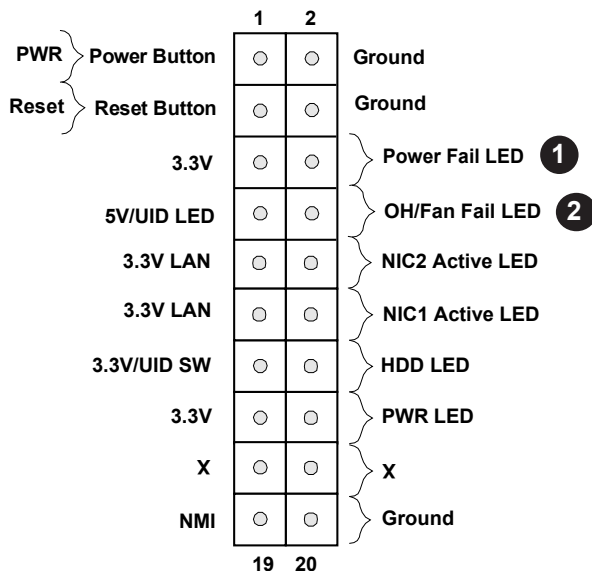 1 2
PWR Power Button Ground
Reset Reset Button Ground
3.3V Power Fail LED 1
5V/UID LED OH/Fan Fail LED 2
3.3V LAN NIC2 Active LED
3.3V LAN NIC1 Active LED
3.3V/UID SW HDD LED
3.3V PWR LED
X X
NMI Ground
19 20